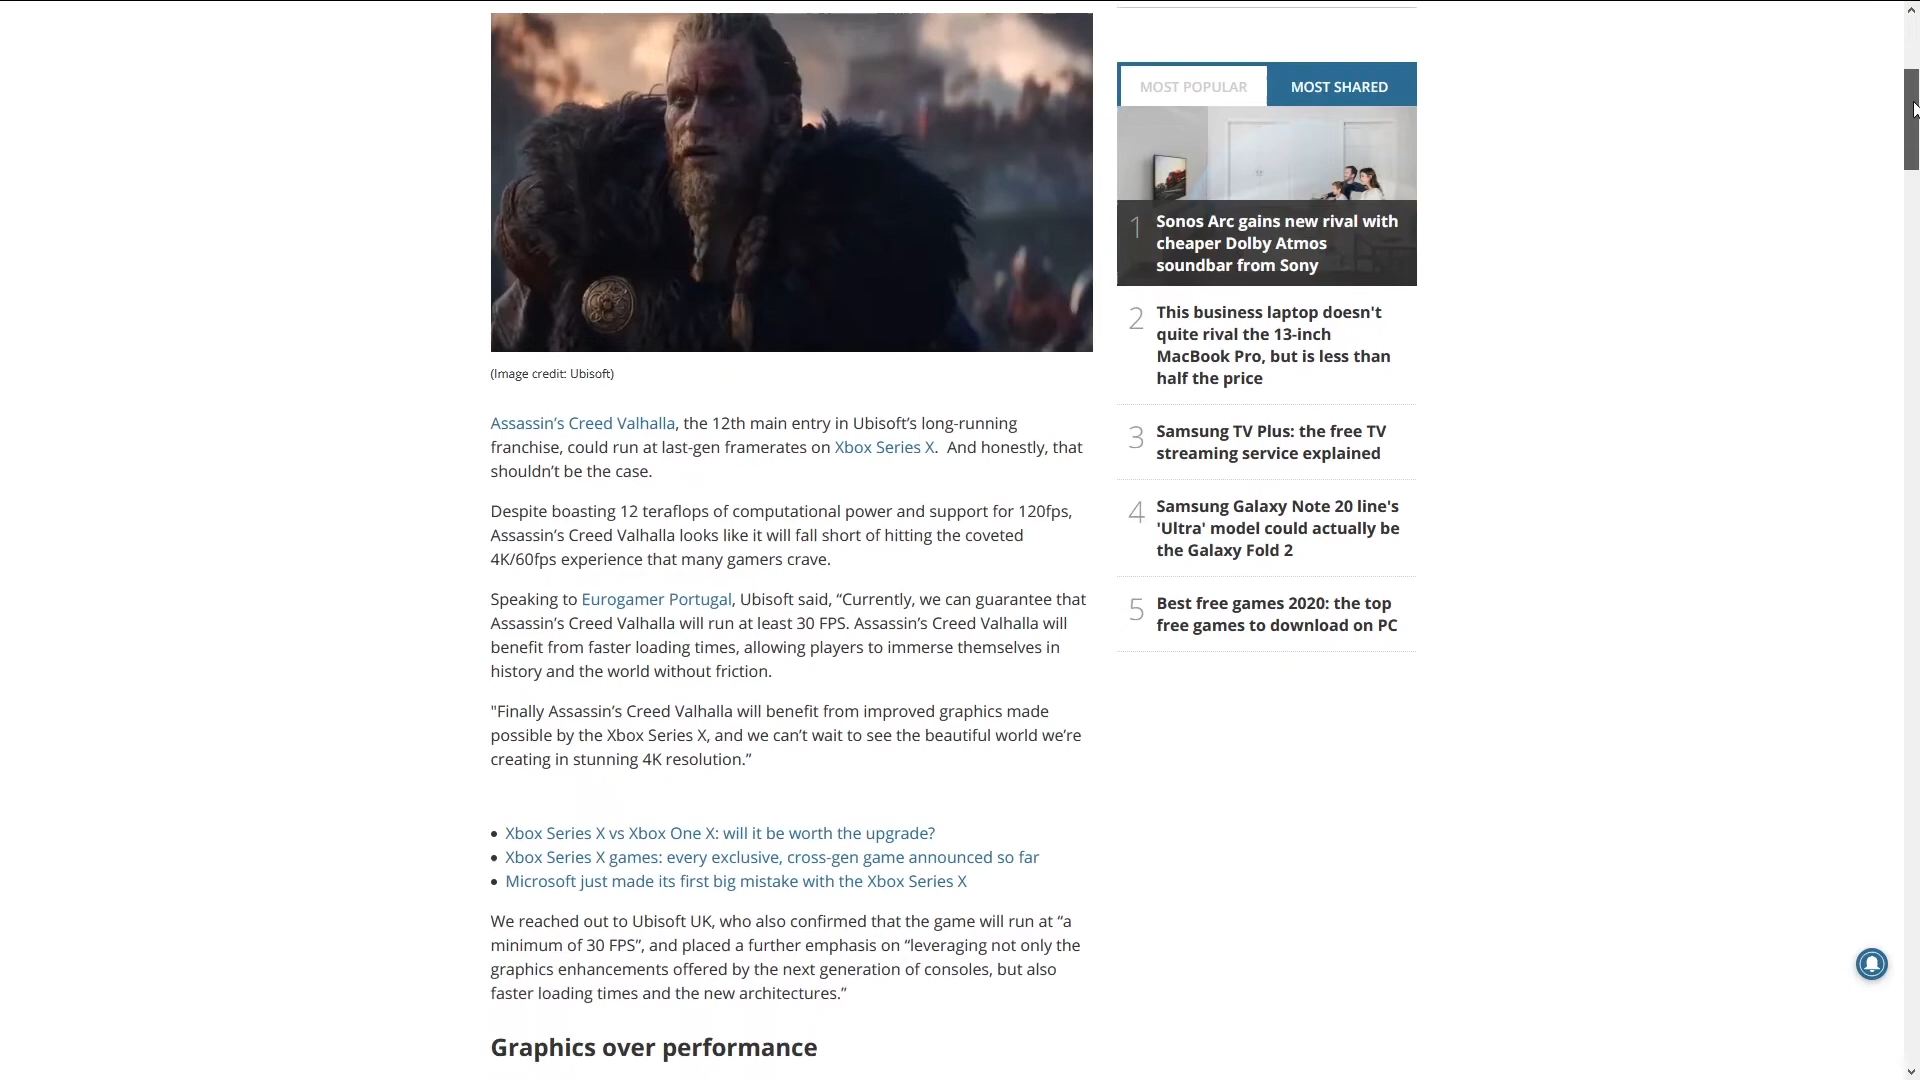 (Image credit: Ubisoft)
Assassin’s Creed Valhalla, the 12th main entry in Ubisoft’s long-running
franchise, could run at last-gen framerates on Xbox Series X.  And honestly, that
shouldn’t be the case.
Despite boasting 12 teraflops of computational power and support for 120fps,
Assassin’s Creed Valhalla looks like it will fall short of hitting the coveted
4K/60fps experience that many gamers crave.
Speaking to Eurogamer Portugal, Ubisoft said, “Currently, we can guarantee that
Assassin’s Creed Valhalla will run at least 30 FPS. Assassin’s Creed Valhalla will
benefit from faster loading times, allowing players to immerse themselves in
history and the world without friction.
"Finally Assassin’s Creed Valhalla will benefit from improved graphics made
possible by the Xbox Series X, and we can’t wait to see the beautiful world we’re
creating in stunning 4K resolution.”
• Xbox Series X vs Xbox One X: will it be worth the upgrade?
• Xbox Series X games: every exclusive, cross-gen game announced so far
• Microsoft just made its first big mistake with the Xbox Series X
We reached out to Ubisoft UK, who also confirmed that the game will run at “a
minimum of 30 FPS”, and placed a further emphasis on “leveraging not only the
graphics enhancements offered by the next generation of consoles, but also
faster loading times and the new architectures.”
Graphics over performance
MOST POPULAR
MOST SHARED
1 Sonos Arc gains new rival with
cheaper Dolby Atmos
soundbar from Sony
2 This business laptop doesn't
quite rival the 13-inch
MacBook Pro, but is less than
half the price
3 Samsung TV Plus: the free TV
streaming service explained
4 Samsung Galaxy Note 20 line's
'Ultra' model could actually be
the Galaxy Fold 2
5 Best free games 2020: the top
free games to download on PC